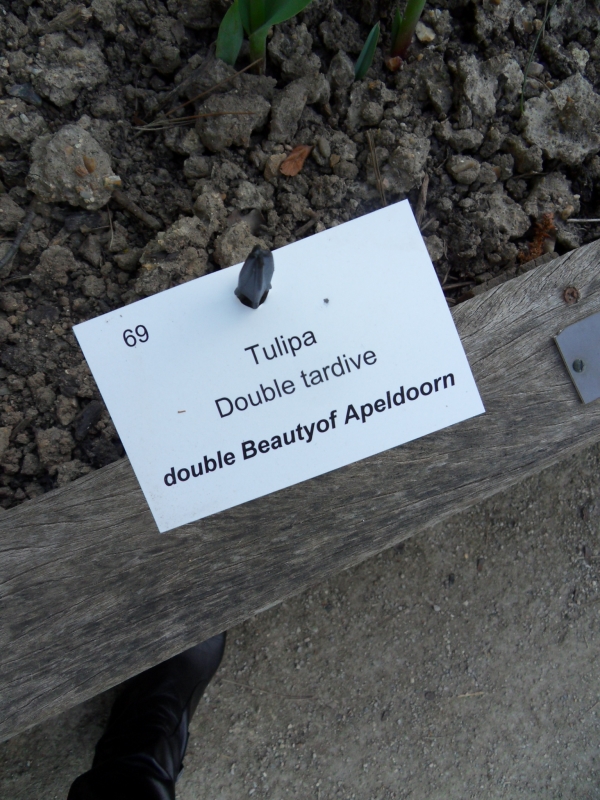 69
Tulipa
Double tardive
double Beautyof Apeldoorn